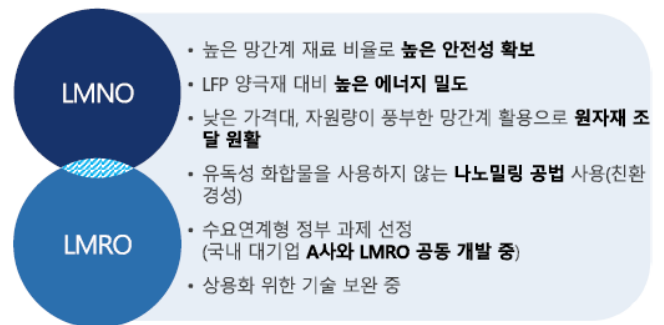 LMNO
• 높은 망간계 재료 비율로 높은 안전성 확보
• LFP 양극재 대비 높은 에너지 밀도
• 낮은 가격대, 자원량이 풍부한 망간계 활용으로 원자재 조
달 원활
• 유독성 화합물을 사용하지 않는 나노밀링 공법 사용(친환
경성)
LMRO
• 수요연계형 정부 과제 선정
(국내 대기업 A사와 LMRO 공동 개발 중)
• 상용화 위한 기술 보완 중